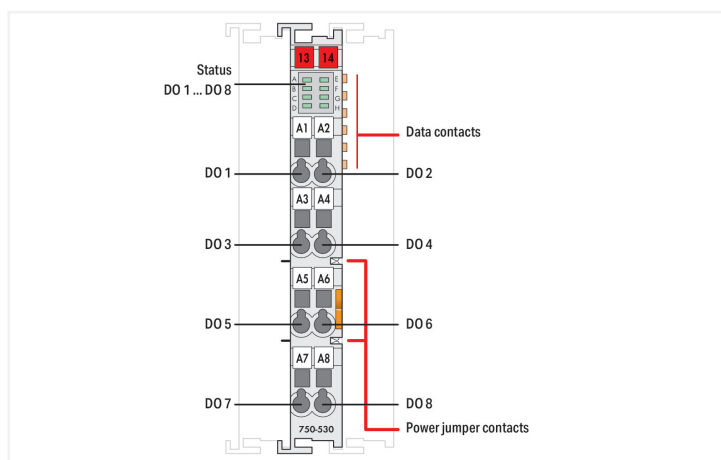 13 14
Status
DO 1 ... DO 8
A E
B F
C G
D H
Data contacts
A1 A2
DO 1 DO 2
A3 A4
DO 3 DO 4
A5 A6
DO 5 DO 6
A7 A8
DO 7 DO 8
Power jumper contacts
750-530